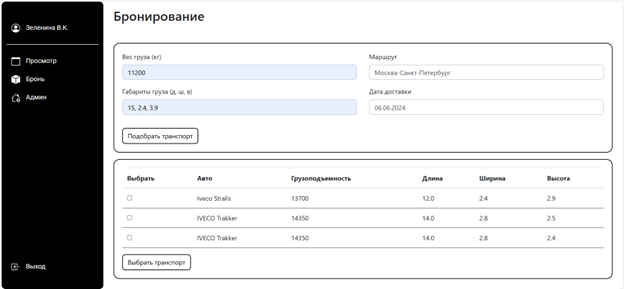 Зеленина В.К.
Просмотр
Бронь
Админ
Выход
Бронирование
Вес груза (кг) Маршрут
11200 Москва-Санкт-Петербург
Габариты груза (д, ш, в) Дата доставки
15, 2.4, 3.9 06.06.2024
Подобрать транспорт
Выбрать Авто Грузоподъемность Длина Ширина Высота
Iveco Stralis 13700 12.0 2.4 2.9
IVECO Trakker 14350 14.0 2.8 2.5
IVECO Trakker 14350 14.0 2.8 2.4
Выбрать транспорт